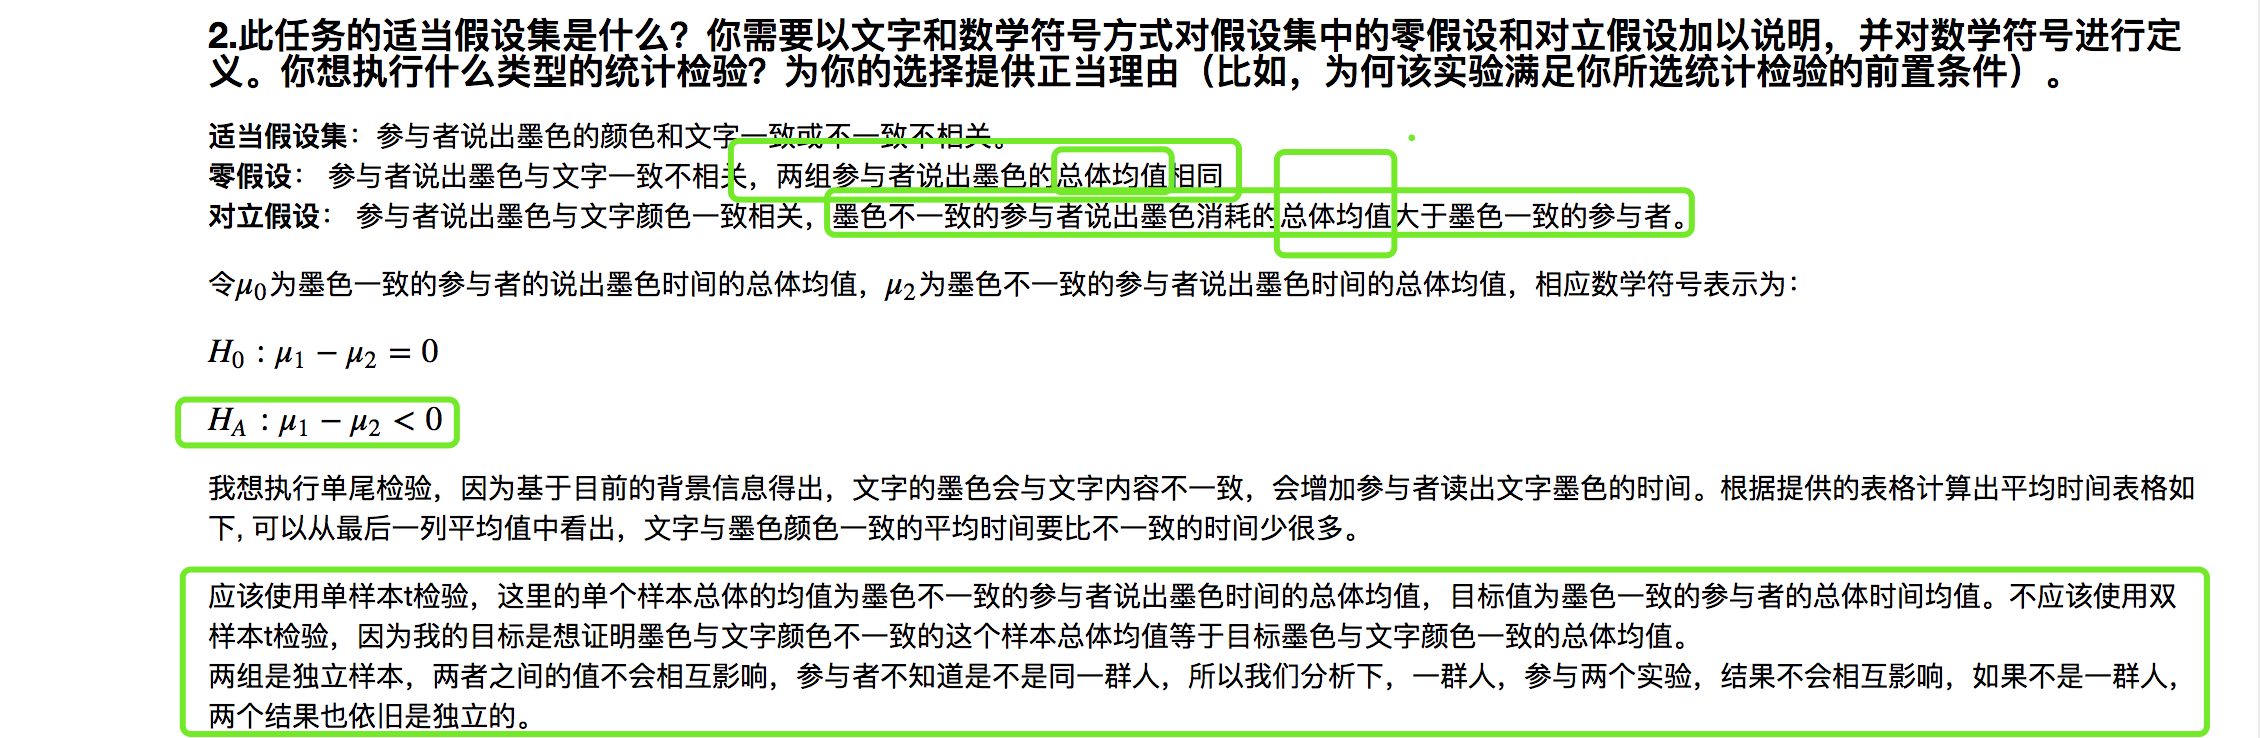 2.此任务的适当假设集是什么？你需要以文字和数学符号方式对假设集中的零假设和对立假设加以说明，并对数学符号进行定
义。你想执行什么类型的统计检验？为你的选择提供正当理由（比如，为何该实验满足你所选统计检验的前置条件）。
适当假设集：参与者说出墨色的颜色和文字一致或不一致不相关。
零假设： 参与者说出墨色与文字一致不相关，两组参与者说出墨色的总体均值相同
对立假设： 参与者说出墨色与文字颜色一致相关，墨色不一致的参与者说出墨色消耗的总体均值大于墨色一致的参与者。
令μ0为墨色一致的参与者的说出墨色时间的总体均值，μ2为墨色不一致的参与者说出墨色时间的总体均值，相应数学符号表示为：
H0 : μ1 − μ2 = 0
HA : μ1 − μ2 < 0
我想执行单尾检验，因为基于目前的背景信息得出，文字的墨色会与文字内容不一致，会增加参与者读出文字墨色的时间。根据提供的表格计算出平均时间表格如
下, 可以从最后一列平均值中看出，文字与墨色颜色一致的平均时间要比不一致的时间少很多。
应该使用单样本t检验，这里的单个样本总体的均值为墨色不一致的参与者说出墨色时间的总体均值，目标值为墨色一致的参与者的总体时间均值。不应该使用双
样本t检验，因为我的目标是想证明墨色与文字颜色不一致的这个样本总体均值等于目标墨色与文字颜色一致的总体均值。
两组是独立样本，两者之间的值不会相互影响，参与者不知道是不是同一群人，所以我们分析下，一群人，参与两个实验，结果不会相互影响，如果不是一群人，
两个结果也依旧是独立的。